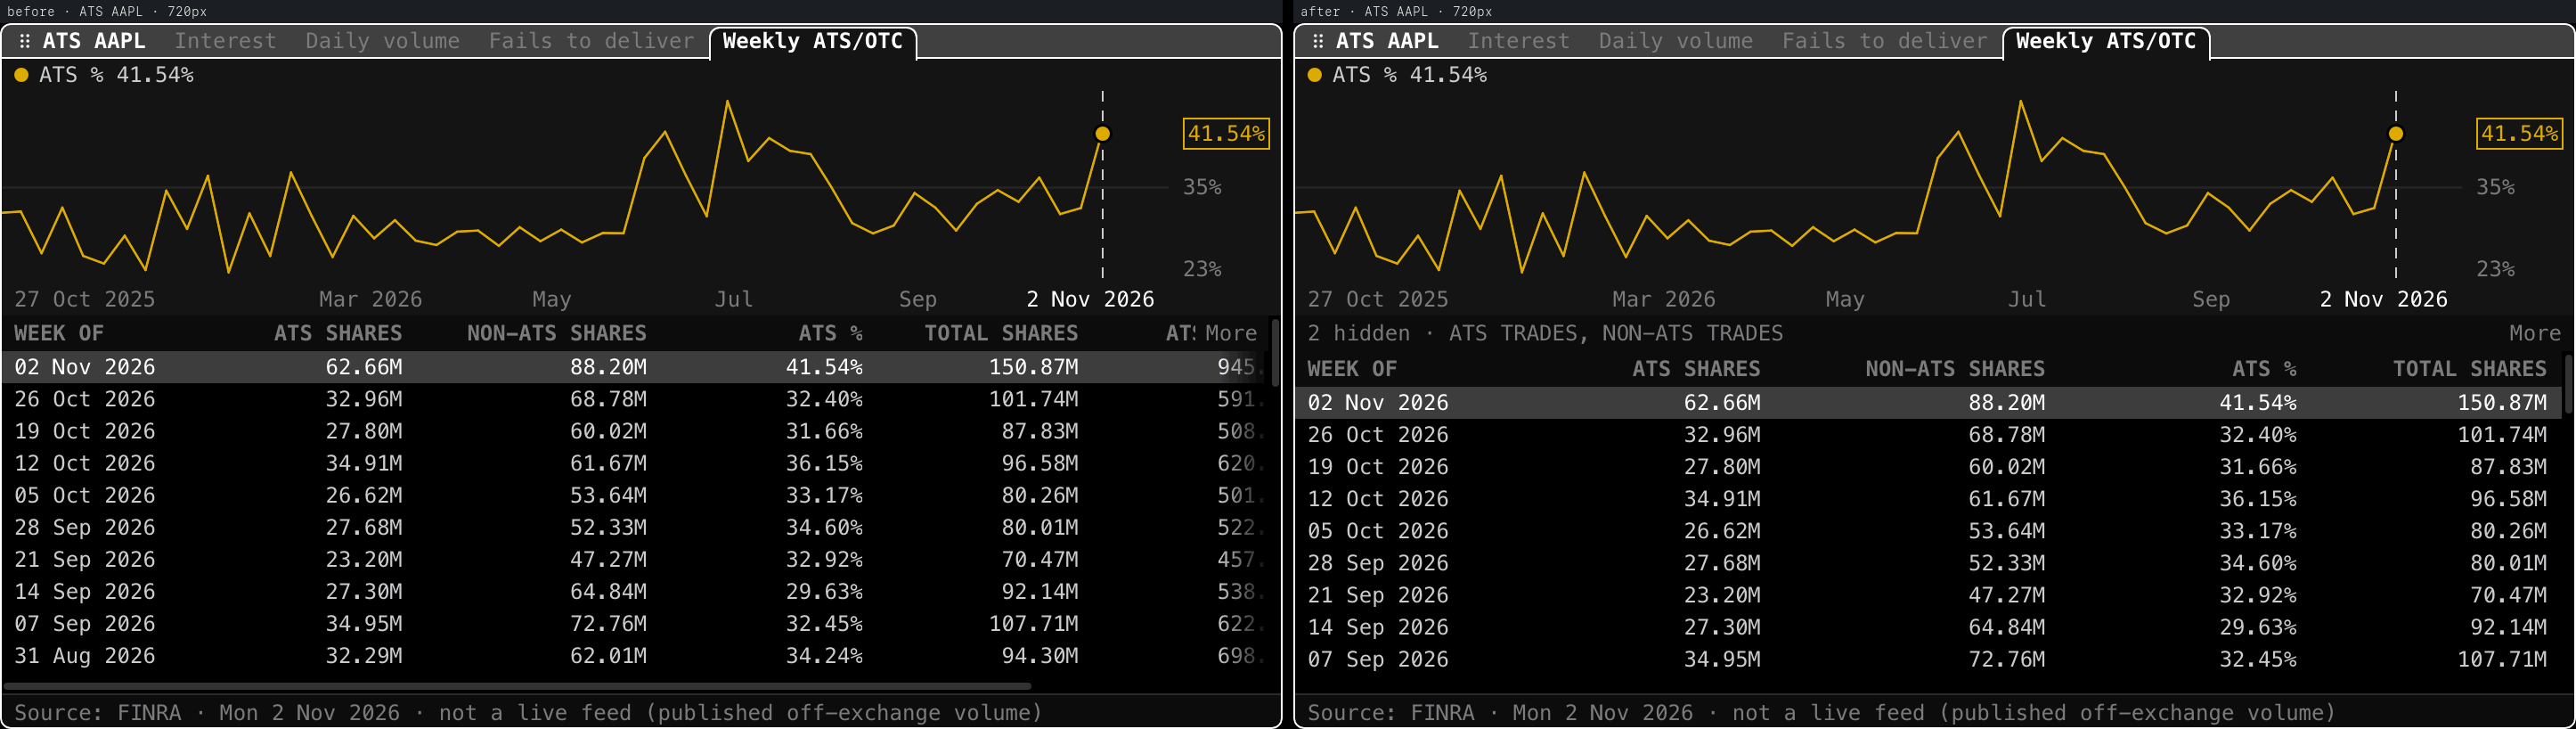 before · ATS AAPL · 720px
ATS AAPL Interest Daily volume Fails to deliver Weekly ATS/OTC
ATS % 41.54%
41.54%
35%
23%
27 Oct 2025 Mar 2026 May Jul Sep 2 Nov 2026
WEEK OF ATS SHARES NON-ATS SHARES ATS % TOTAL SHARES ATS More
02 Nov 2026 62.66M 88.20M 41.54% 150.87M 945.
26 Oct 2026 32.96M 68.78M 32.40% 101.74M 591.
19 Oct 2026 27.80M 60.02M 31.66% 87.83M 508.
12 Oct 2026 34.91M 61.67M 36.15% 96.58M 620.
05 Oct 2026 26.62M 53.64M 33.17% 80.26M 501.
28 Sep 2026 27.68M 52.33M 34.60% 80.01M 522.
21 Sep 2026 23.20M 47.27M 32.92% 70.47M 457.
14 Sep 2026 27.30M 64.84M 29.63% 92.14M 538.
07 Sep 2026 34.95M 72.76M 32.45% 107.71M 622.
31 Aug 2026 32.29M 62.01M 34.24% 94.30M 698.
Source: FINRA · Mon 2 Nov 2026 · not a live feed (published off-exchange volume)
after · ATS AAPL · 720px
ATS AAPL Interest Daily volume Fails to deliver Weekly ATS/OTC
ATS % 41.54%
41.54%
35%
23%
27 Oct 2025 Mar 2026 May Jul Sep 2 Nov 2026
2 hidden · ATS TRADES, NON-ATS TRADES More
WEEK OF ATS SHARES NON-ATS SHARES ATS % TOTAL SHARES
02 Nov 2026 62.66M 88.20M 41.54% 150.87M
26 Oct 2026 32.96M 68.78M 32.40% 101.74M
19 Oct 2026 27.80M 60.02M 31.66% 87.83M
12 Oct 2026 34.91M 61.67M 36.15% 96.58M
05 Oct 2026 26.62M 53.64M 33.17% 80.26M
28 Sep 2026 27.68M 52.33M 34.60% 80.01M
21 Sep 2026 23.20M 47.27M 32.92% 70.47M
14 Sep 2026 27.30M 64.84M 29.63% 92.14M
07 Sep 2026 34.95M 72.76M 32.45% 107.71M
Source: FINRA · Mon 2 Nov 2026 · not a live feed (published off-exchange volume)